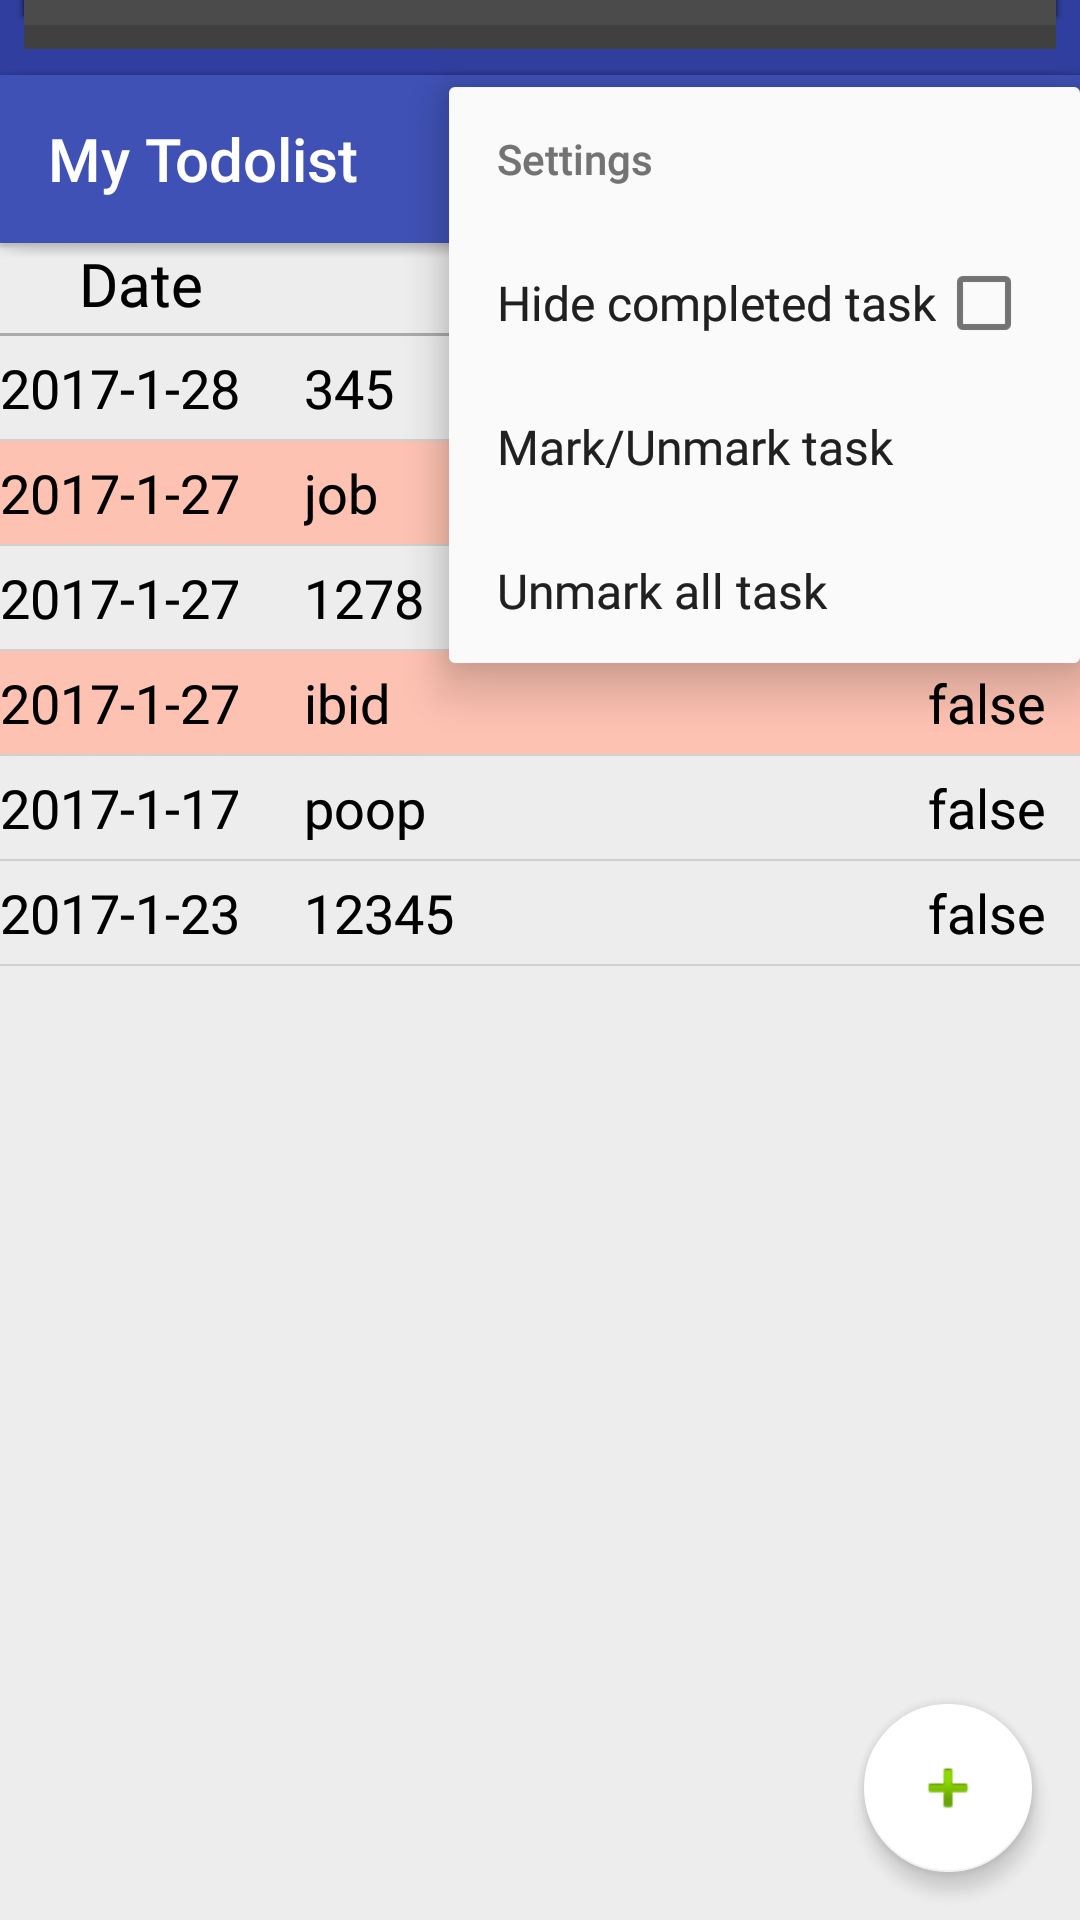 My Todolist
Settings
Date
Hide completed task
2017-1-28 345
Mark/Unmark task
2017-1-27 job
2017-1-27 1278
Unmark all task
2017-1-27 ibid false
2017-1-17 poop false
2017-1-23 12345 false